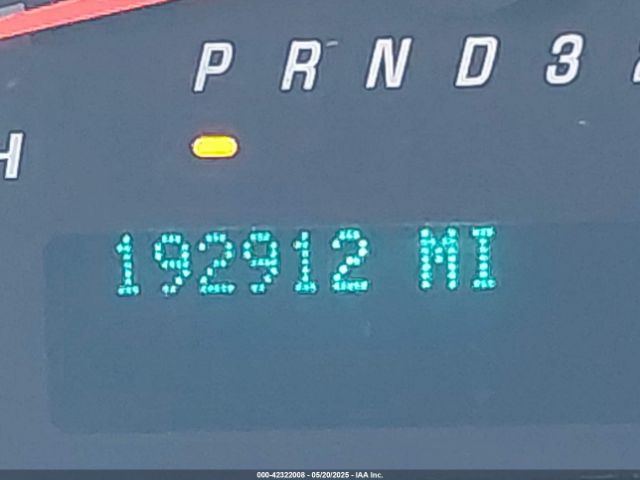 P R N D 3
H
192912 MI
000-42322008 - 05/20/2025 - IAA Inc.